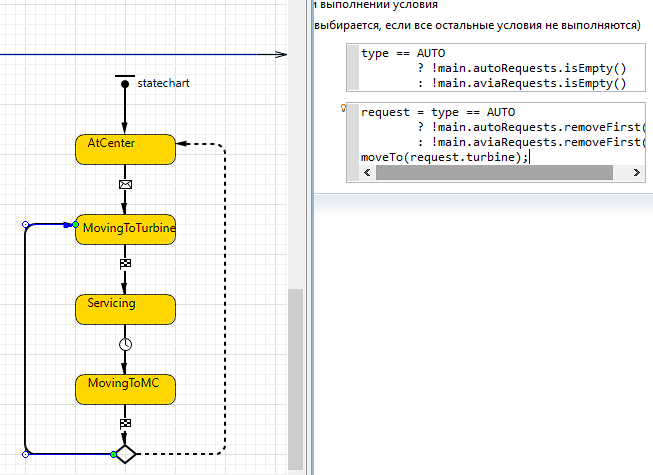 и выполнении условия
выбирается, если все остальные условия не выполняются)
type == AUTO
? !main.autoRequests.isEmpty()
: !main.aviaRequests.isEmpty()
request = type == AUTO
? !main.autoRequests.removeFirst(
: !main.aviaRequests.removeFirst(
moveTo(request.turbine);
statechart
AtCenter
MovingToTurbine
Servicing
MovingToMC